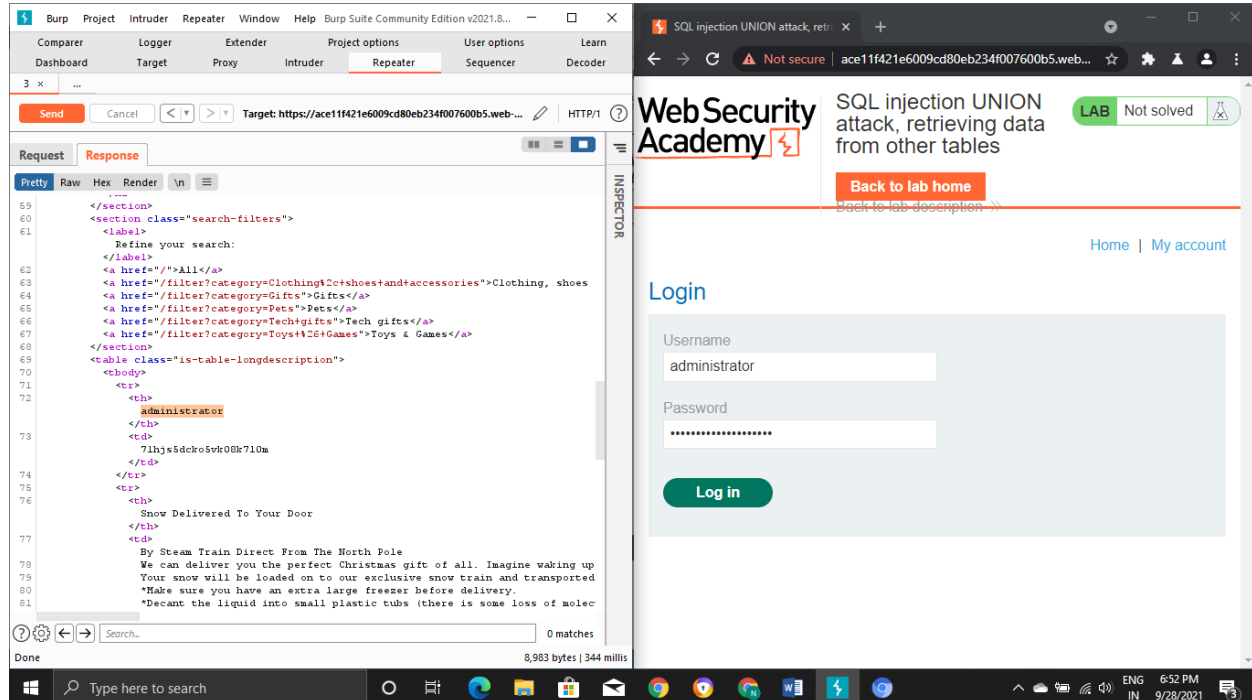 Burp Project Intruder Repeater Window Help Burp Suite Community Edition v2021.8...
Comparer Logger Extender Project options User options Learn
Dashboard Target Proxy Intruder Repeater Sequencer Decoder
3 × ...
Send Cancel < > Target: https://ace11f421e6009cd80eb234f007600b5.web-... HTTP/1
Request Response
Pretty Raw Hex Render \n
INSPECTOR
59 </section>
60 <section class="search-filters">
61 <label>
Refine your search:
</label>
62 <a href="/">All</a>
63 <a href="/filter?category=Clothing%2c+shoes+and+accessories">Clothing, shoes
64 <a href="/filter?category=Gifts">Gifts</a>
65 <a href="/filter?category=Pets">Pets</a>
66 <a href="/filter?category=Tech+gifts">Tech gifts</a>
67 <a href="/filter?category=Toys+%26+Games">Toys & Games</a>
68 </section>
69 <table class="is-table-longdescription">
70 <tbody>
71 <tr>
72 <th>
administrator
</th>
73 <td>
</td>
74 </tr>
75 <tr>
76 <th>
Snow Delivered To Your Door
</th>
77 <td>
By Steam Train Direct From The North Pole
78 We can deliver you the perfect Christmas gift of all. Imagine waking up
79 Your snow will be loaded on to our exclusive snow train and transported
80 *Make sure you have an extra large freezer before delivery.
81 *Decant the liquid into small plastic tubs (there is some loss of molec
Search...
0 matches
Done
8,983 bytes | 344 millis
SQL injection UNION attack, retri × +
Not secure ace11f421e6009cd80eb234f007600b5.web...
Web Security
Academy
SQL injection UNION
attack, retrieving data
from other tables
LAB Not solved
Back to lab home
Back to lab description
Home | My account
Login
Username
administrator
Password
••••••••••••••••••••
Log in
Type here to search
ENG
IN
6:52 PM
9/28/2021
3